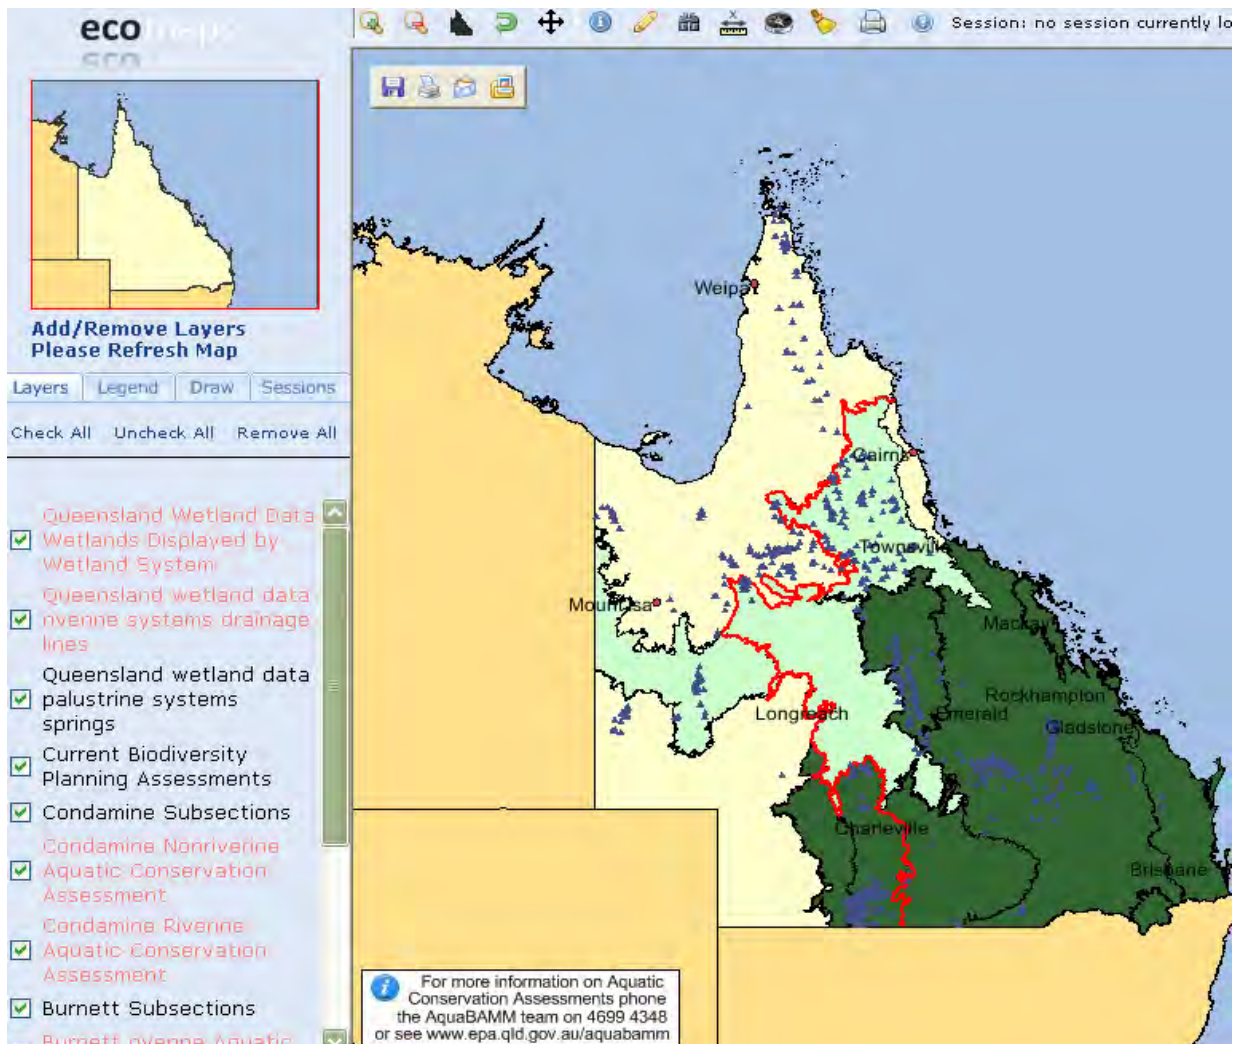 eco maps
Session: no session currently lo
Add/Remove Layers
Please Refresh Map
Layers Legend Draw Sessions
Check All Uncheck All Remove All
Queensland Wetland Data
Wetlands Displayed by
Wetland System
Queensland wetland data
riverine systems drainage
lines
Queensland wetland data
palustrine systems
springs
Current Biodiversity
Planning Assessments
Condamine Subsections
Condamine Nonriverine
Aquatic Conservation
Assessment
Condamine Riverine
Aquatic Conservation
Assessment
Burnett Subsections
Burnett riverine Aquatic
Weipa
Cairns
Townsville
Mount Isa
Mackay
Rockhampton
Longreach
Emerald
Gladstone
Charleville
Brisbane
For more information on Aquatic
Conservation Assessments phone
the AquaBAMM team on 4699 4348
or see www.epa.qld.gov.au/aquabamm